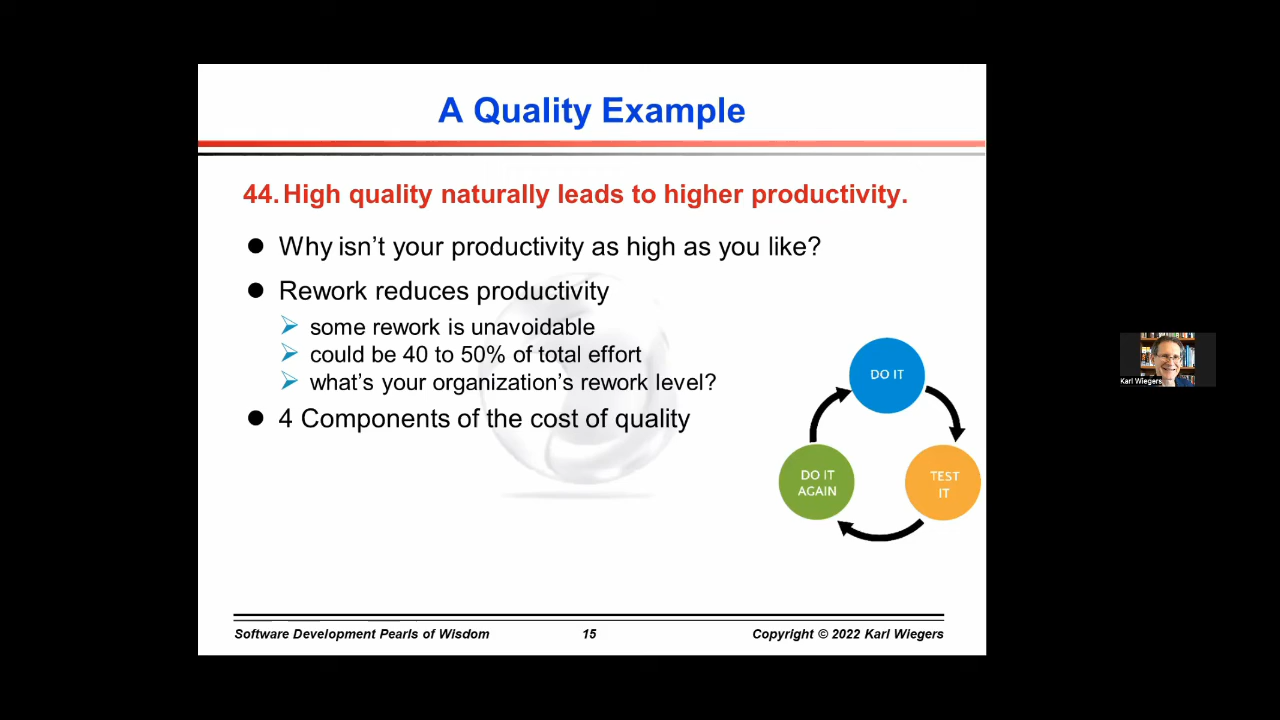 A Quality Example
44. High quality naturally leads to higher productivity.
Why isn’t your productivity as high as you like?
Rework reduces productivity
some rework is unavoidable
could be 40 to 50% of total effort
what’s your organization’s rework level?
4 Components of the cost of quality
DO IT
TEST
IT
DO IT
AGAIN
Karl Wiegers
Software Development Pearls of Wisdom
15
Copyright © 2022 Karl Wiegers